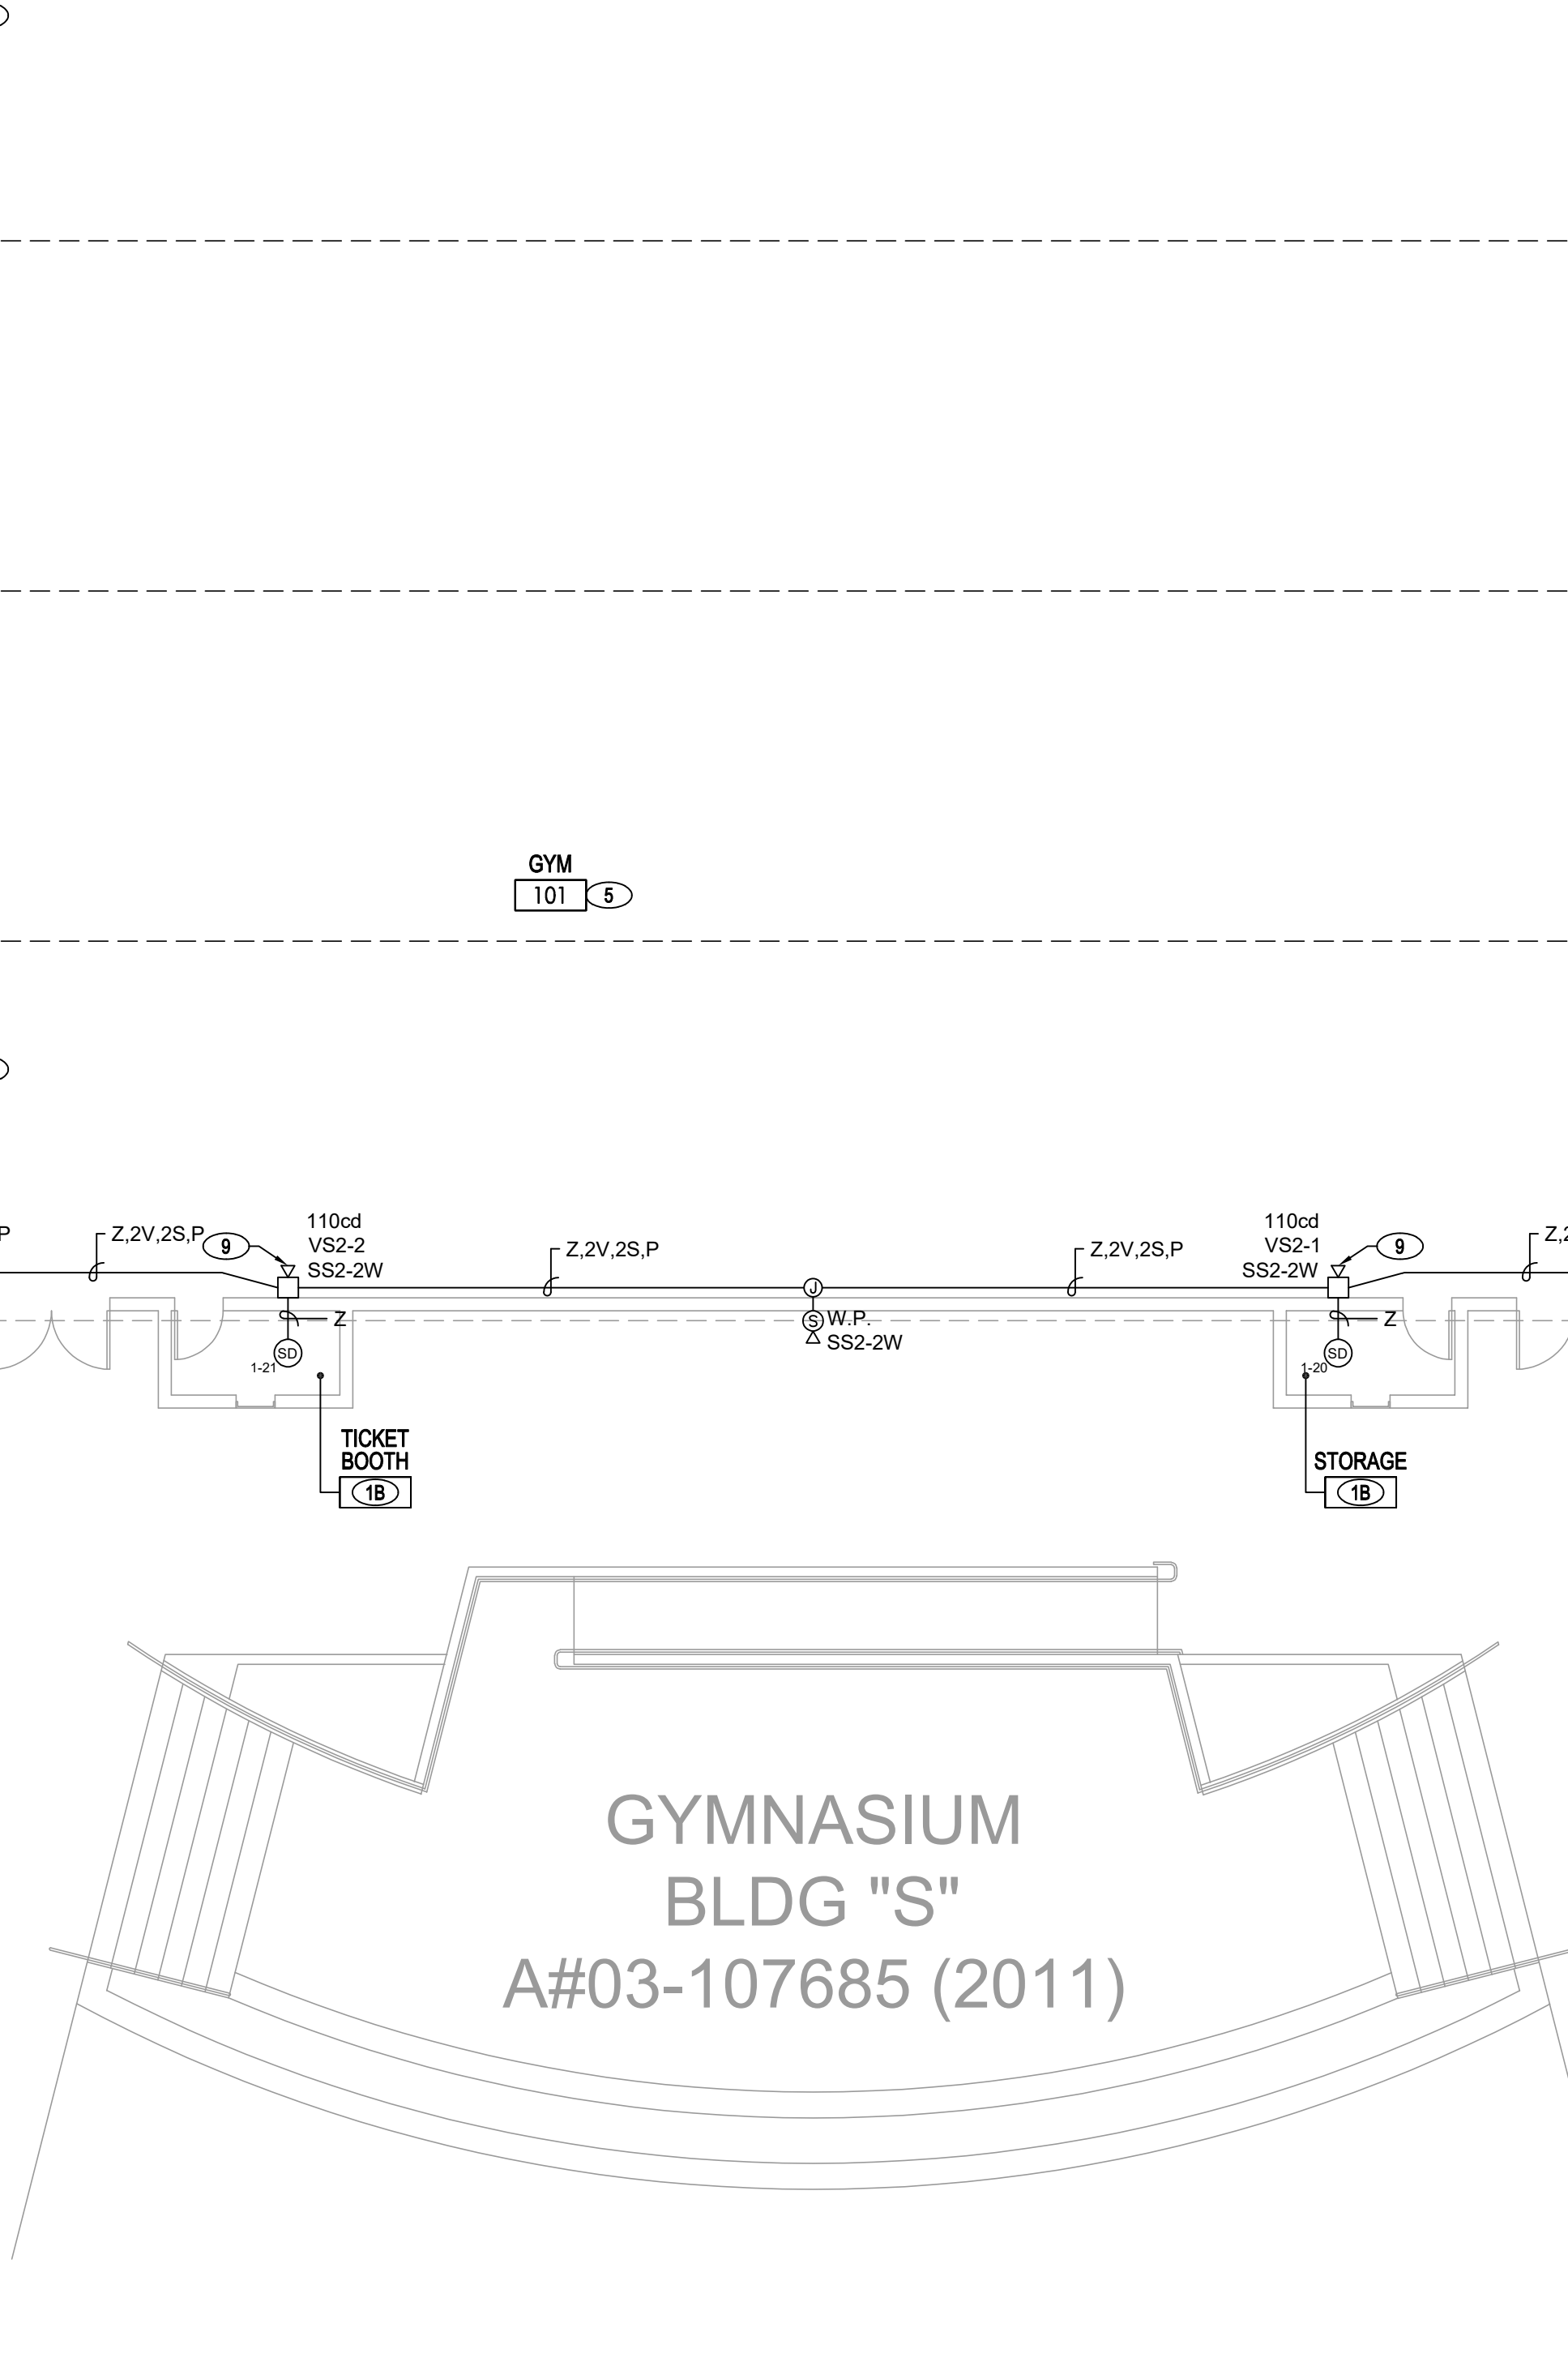 GYM
101 5
110cd
VS2-2
SS2-2W
110cd
VS2-1
SS2-2W
P
Z,2V,2S,P
9
Z,2V,2S,P
Z,2V,2S,P
9
J
Z
S W.P.
SS2-2W
Z
SD
1-21
SD
1-20
TICKET
BOOTH
1B
STORAGE
1B
GYMNASIUM
BLDG "S"
A#03-107685 (2011)